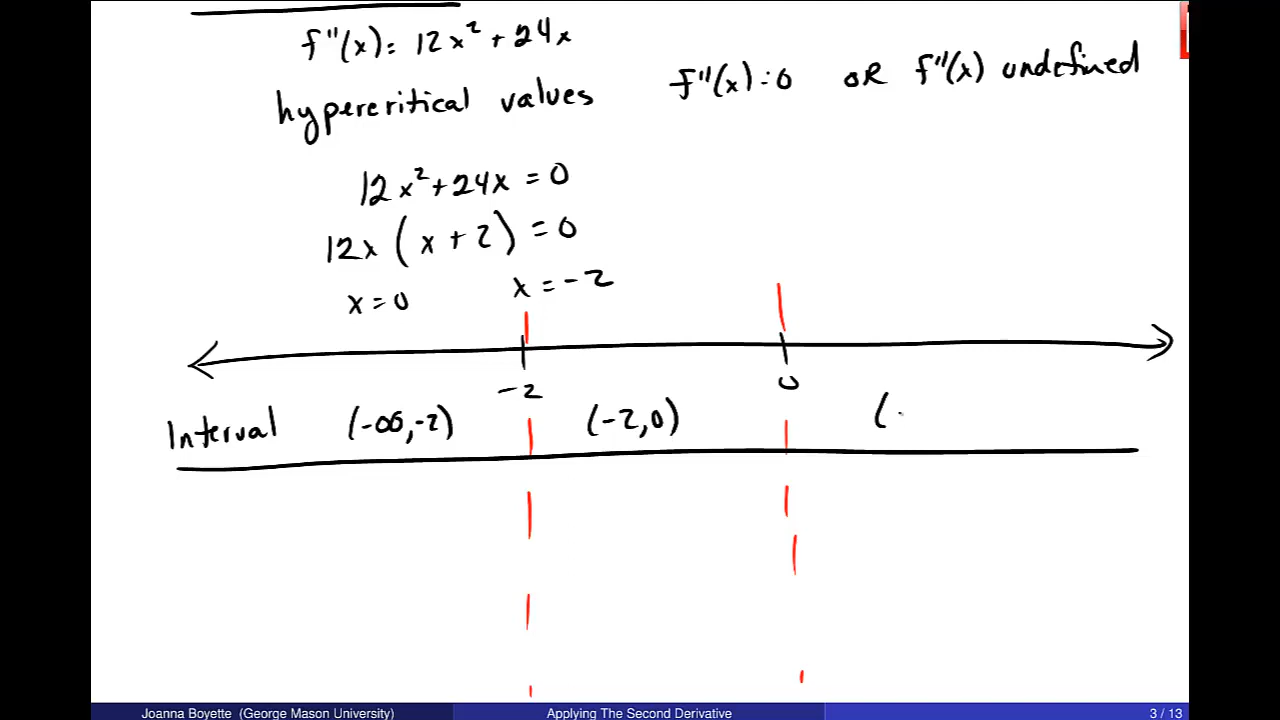 f''(x) = 12x² + 24x
hypercritical values f''(x) = 0 OR f''(x) undefined
12x² + 24x = 0
12x (x + 2) = 0
x = 0 x = -2
-2 0
Interval (-∞,-2) (-2,0) (
Joanna Boyette (George Mason University) Applying The Second Derivative 3 / 13